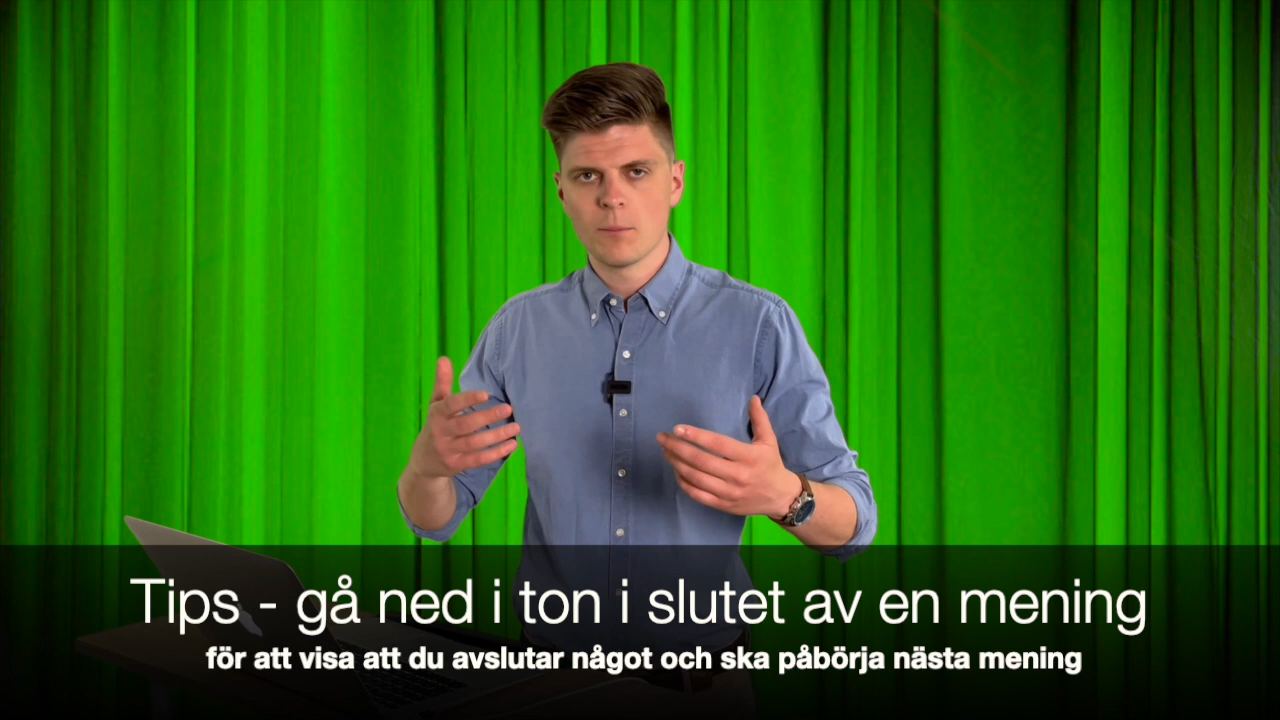 Tips - gå ned i ton i slutet av en mening
för att visa att du avslutar något och ska påbörja nästa mening